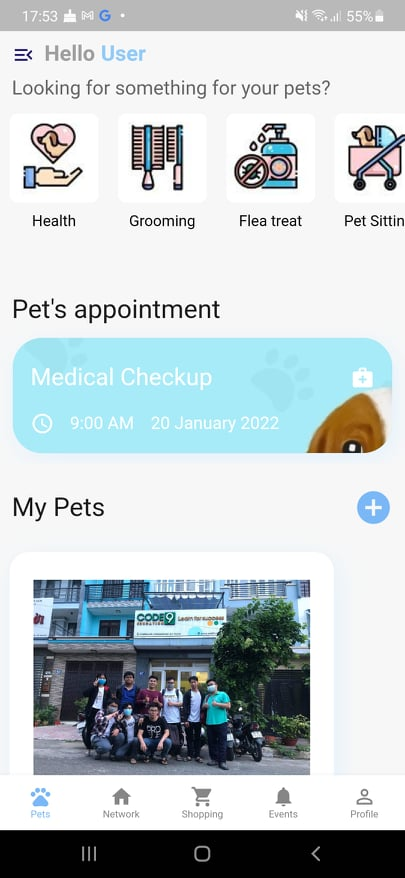 17:53
55%
Hello User
Looking for something for your pets?
Health
Grooming
Flea treat
Pet Sittin
Pet's appointment
Medical Checkup
9:00 AM 20 January 2022
My Pets
CODE9
Learn for success
Pets
Network
Shopping
Events
Profile